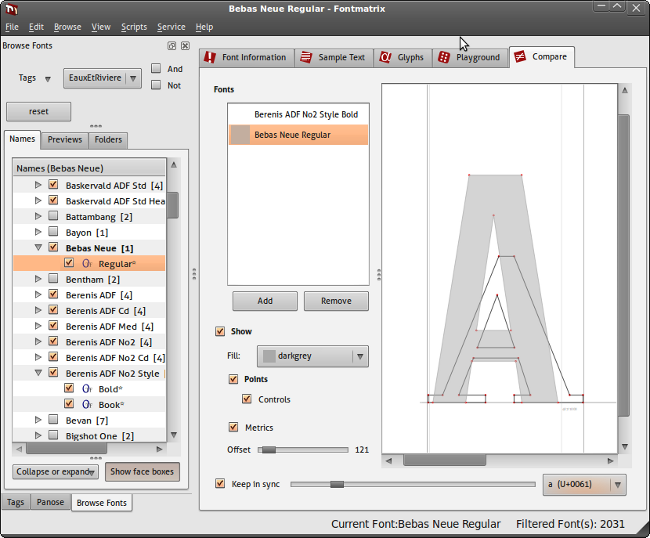 Bebas Neue Regular - Fontmatrix
File Edit Browse View Scripts Service Help
Browse Fonts
Tags EauxEtRiviere And
Not
reset
Names Previews Folders
Names (Bebas Neue)
Baskervald ADF Std [4]
Baskervald ADF Std Hea
Battambang [2]
Bayon [1]
Bebas Neue [1]
Regular°
Bentham [2]
Berenis ADF [4]
Berenis ADF Cd [4]
Berenis ADF Med [4]
Berenis ADF No2 [4]
Berenis ADF No2 Cd [4]
Berenis ADF No2 Style
Bold°
Book°
Bevan [7]
Bigshot One [2]
Collapse or expand Show face boxes
Tags Panose Browse Fonts
Font Information Sample Text Glyphs Playground Compare
Fonts
Berenis ADF No2 Style Bold
Bebas Neue Regular
Add Remove
Show
Fill: darkgrey
Points
Controls
Metrics
Offset 121
Keep in sync a (U+0061)
Current Font:Bebas Neue Regular Filtered Font(s): 2031